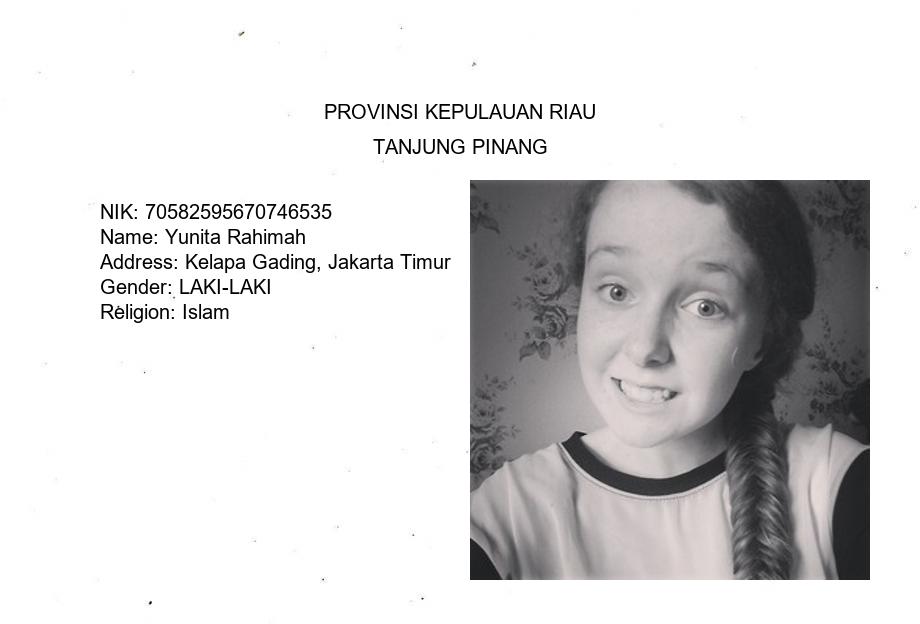 PROVINSI KEPULAUAN RIAU
TANJUNG PINANG
NIK: 70582595670746535
Name: Yunita Rahimah
Address: Kelapa Gading, Jakarta Timur
Gender: LAKI-LAKI
Religion: Islam